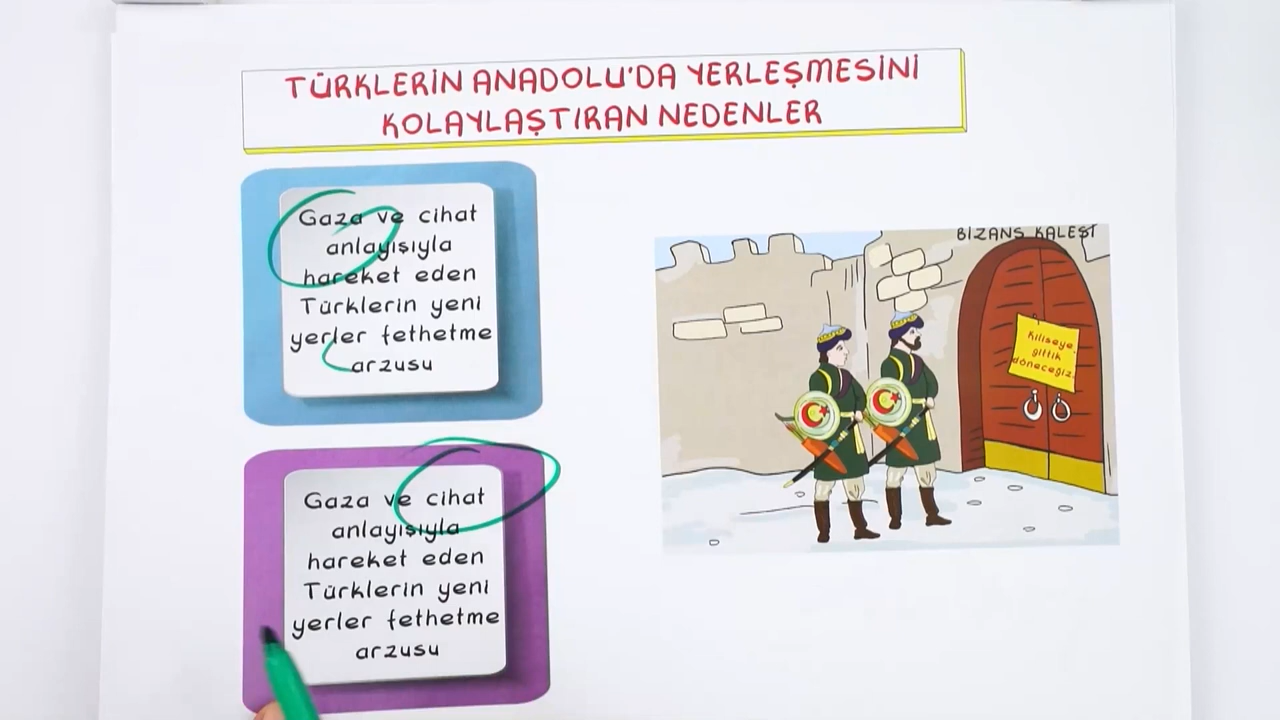 TÜRKLERİN ANADOLU'DA YERLEŞMESİNİ
KOLAYLAŞTIRAN NEDENLER
Gaza ve cihat
anlayışıyla
hareket eden
Türklerin yeni
yerler fethetme
arzusu
Gaza ve cihat
anlayışıyla
hareket eden
Türklerin yeni
yerler fethetme
arzusu
BİZANS KALESİ
Kiliseye
gittik
döneceğiz.